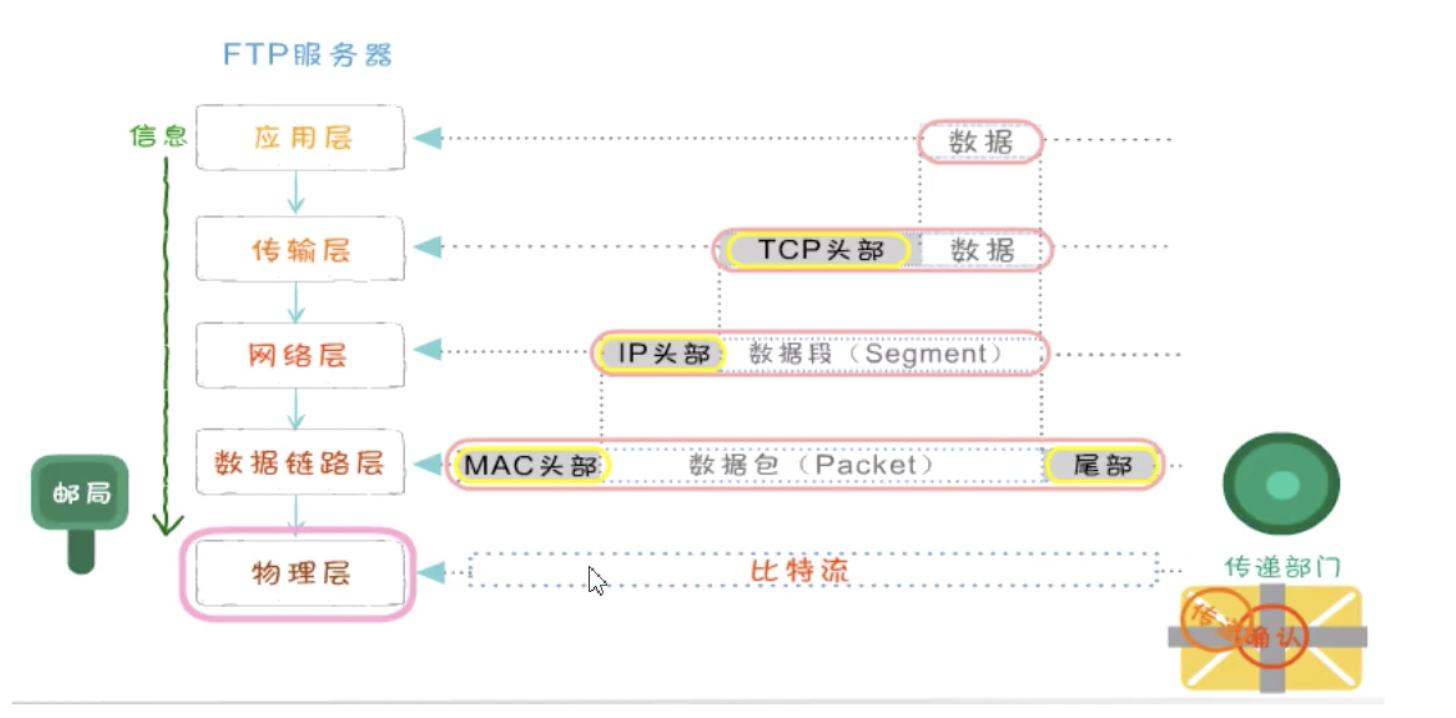 FTP服务器
信息
应用层
数据
传输层
TCP头部 数据
网络层
IP头部 数据段（Segment）
数据链路层
MAC头部 数据包（Packet） 尾部
邮局
物理层
比特流
传递部门
传
确认